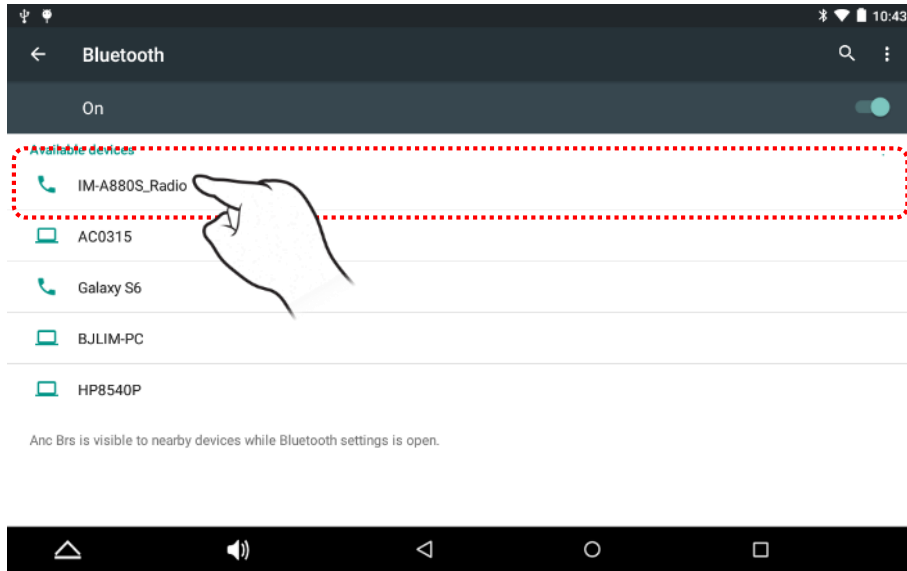 10:43
Bluetooth
On
Available devices
IM-A880S_Radio
AC0315
Galaxy S6
BJLIM-PC
HP8540P
Anc Brs is visible to nearby devices while Bluetooth settings is open.